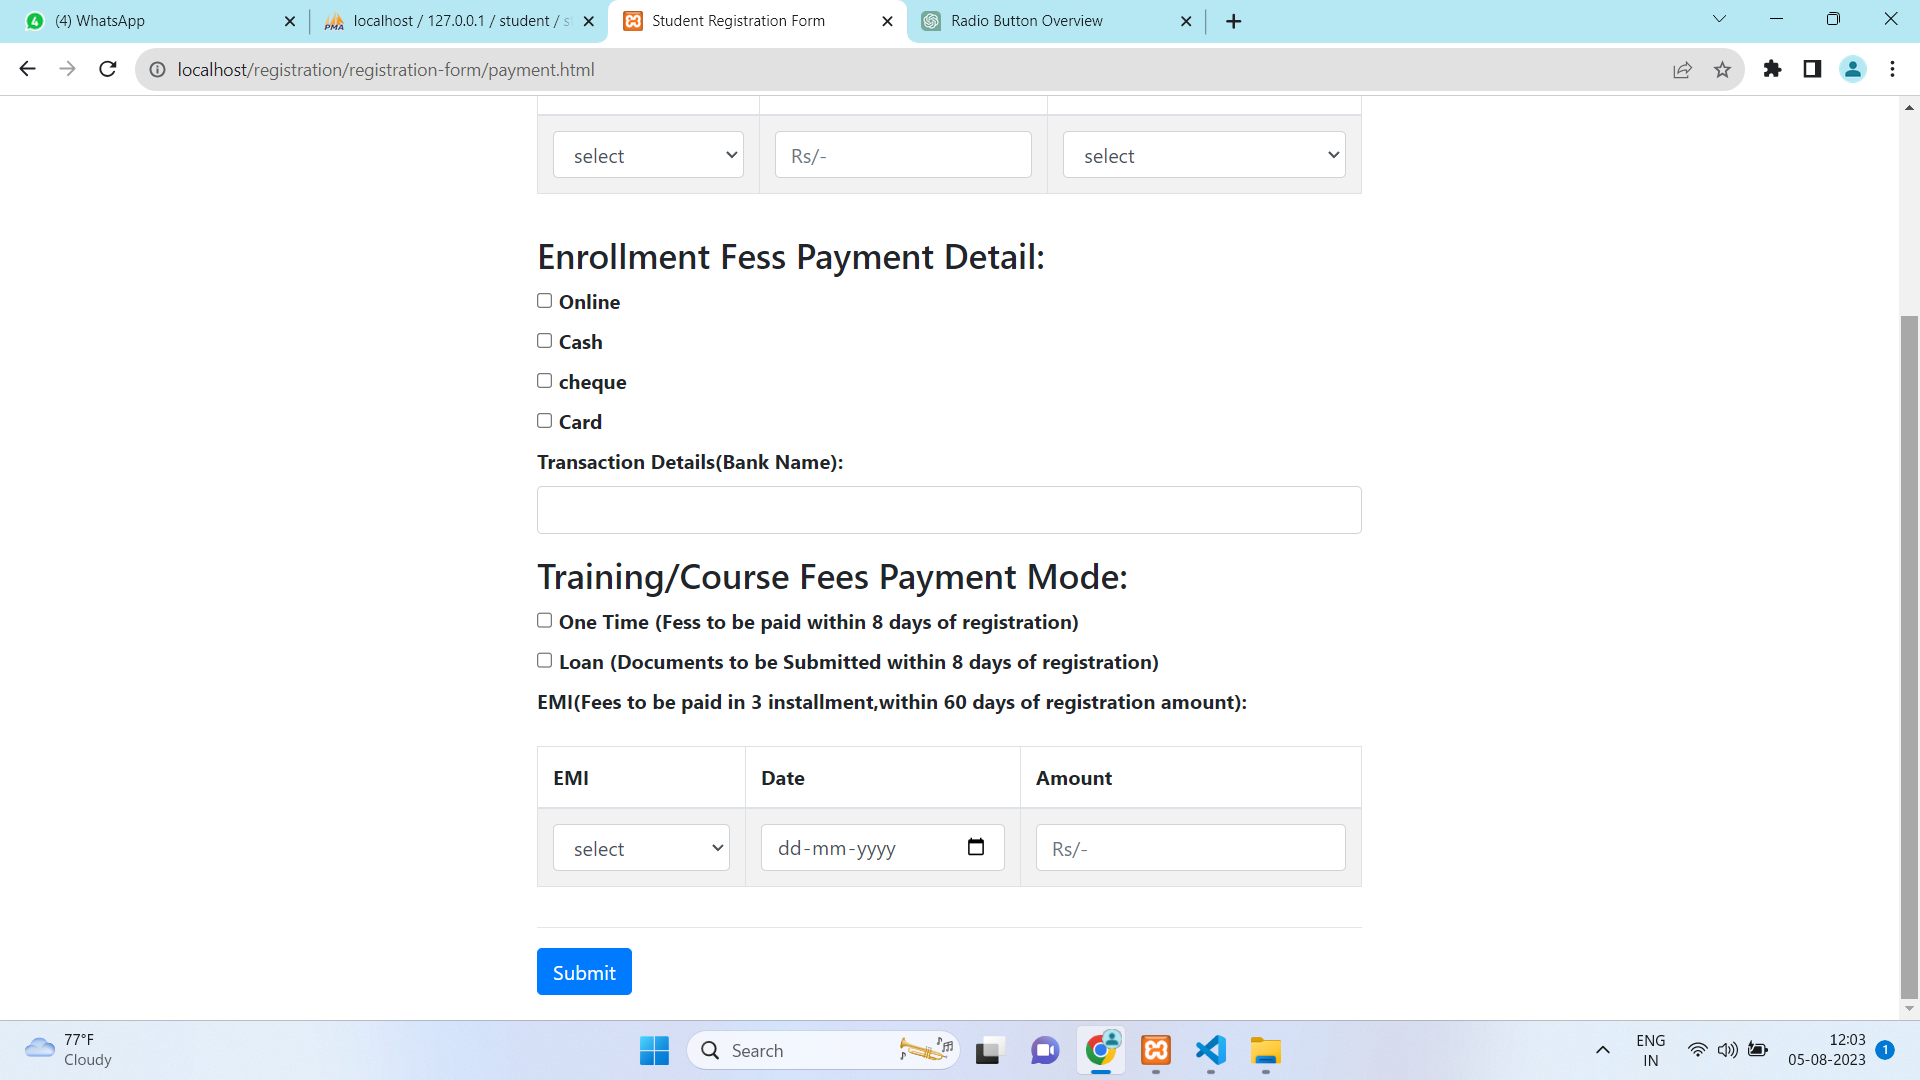 (4) WhatsApp
localhost / 127.0.0.1 / student / s
Student Registration Form
Radio Button Overview
localhost/registration/registration-form/payment.html
select
Rs/-
select
Enrollment Fess Payment Detail:
Online
Cash
cheque
Card
Transaction Details(Bank Name):
Training/Course Fees Payment Mode:
One Time (Fess to be paid within 8 days of registration)
Loan (Documents to be Submitted within 8 days of registration)
EMI(Fees to be paid in 3 installment,within 60 days of registration amount):
EMI
Date
Amount
select
dd-mm-yyyy
Rs/-
Submit
77°F
Cloudy
Search
ENG
IN
12:03
05-08-2023
1